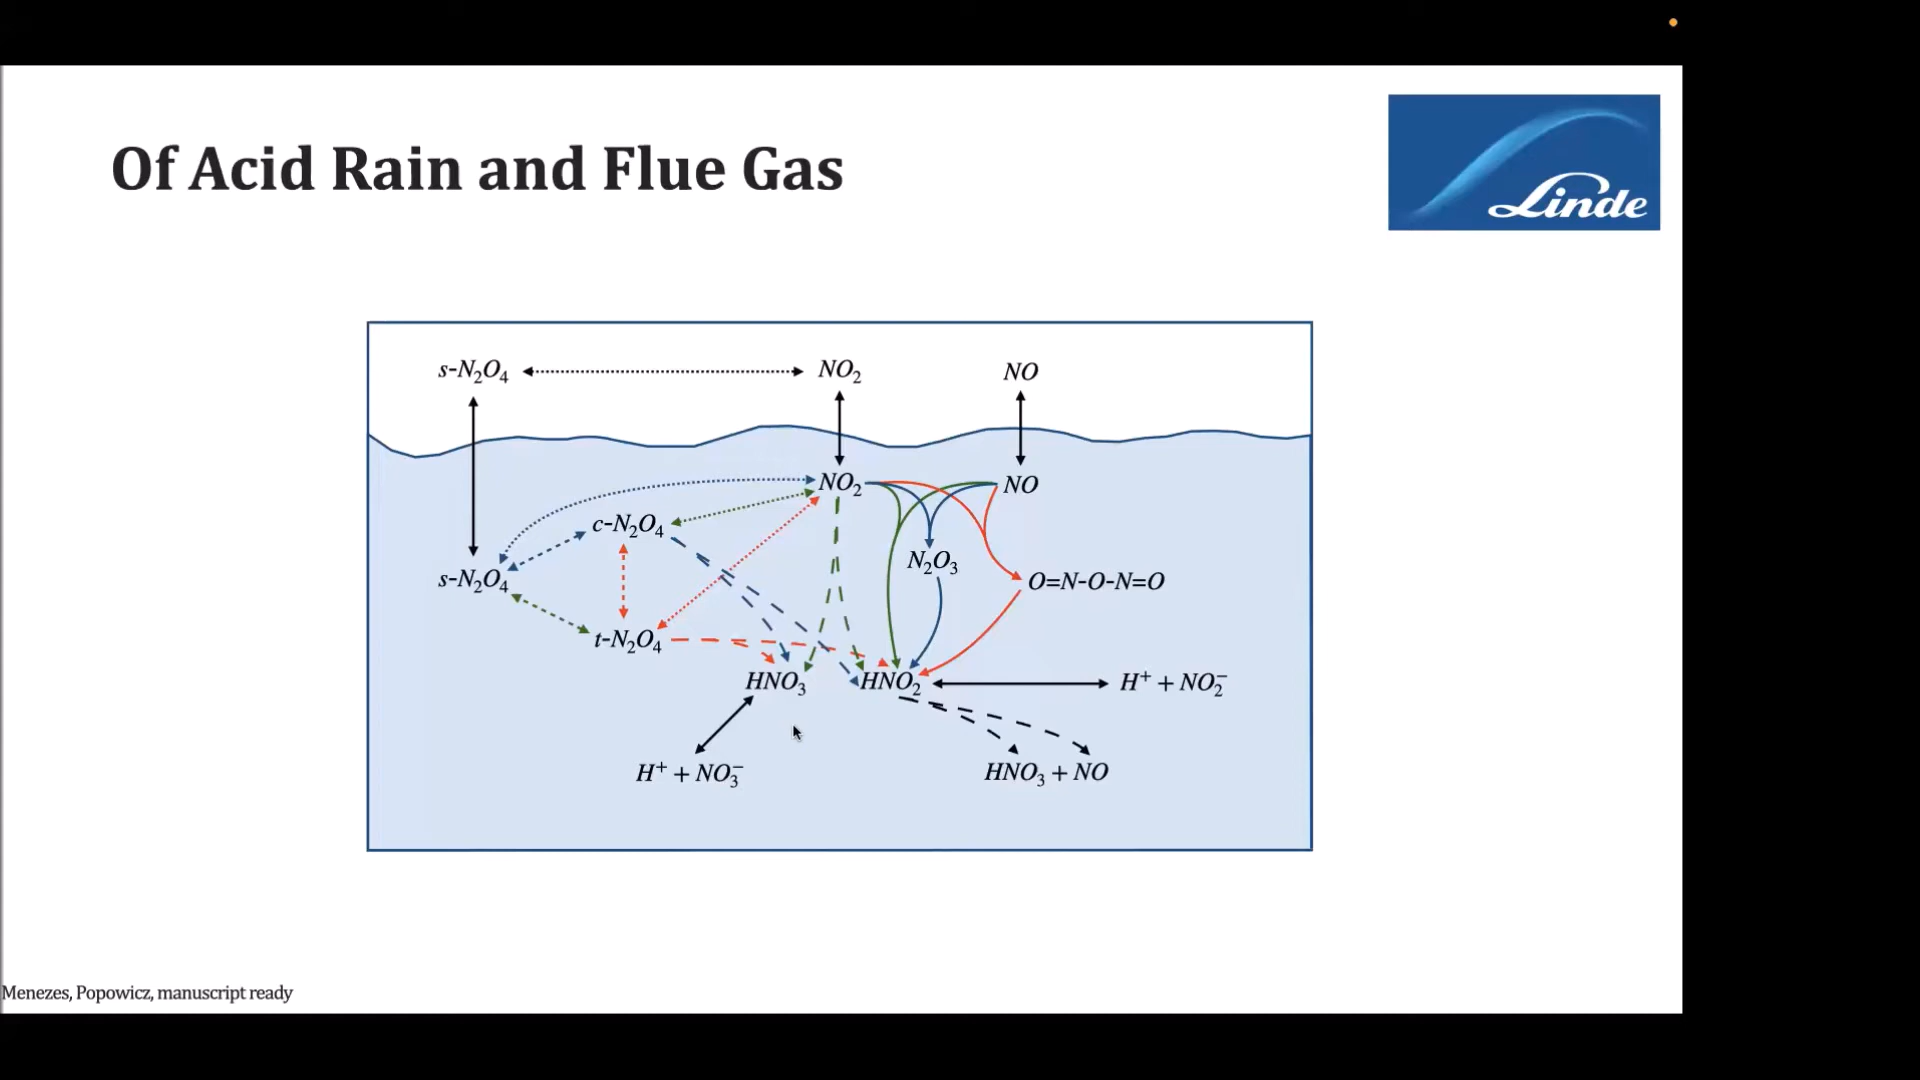 Of Acid Rain and Flue Gas
Linde
s-N₂O₄ NO₂ NO
NO₂ NO
c-N₂O₄
N₂O₃
s-N₂O₄ O=N-O-N=O
t-N₂O₄
HNO₃ HNO₂ H⁺ + NO₂⁻
H⁺ + NO₃⁻ HNO₃ + NO
Menezes, Popowicz, manuscript ready